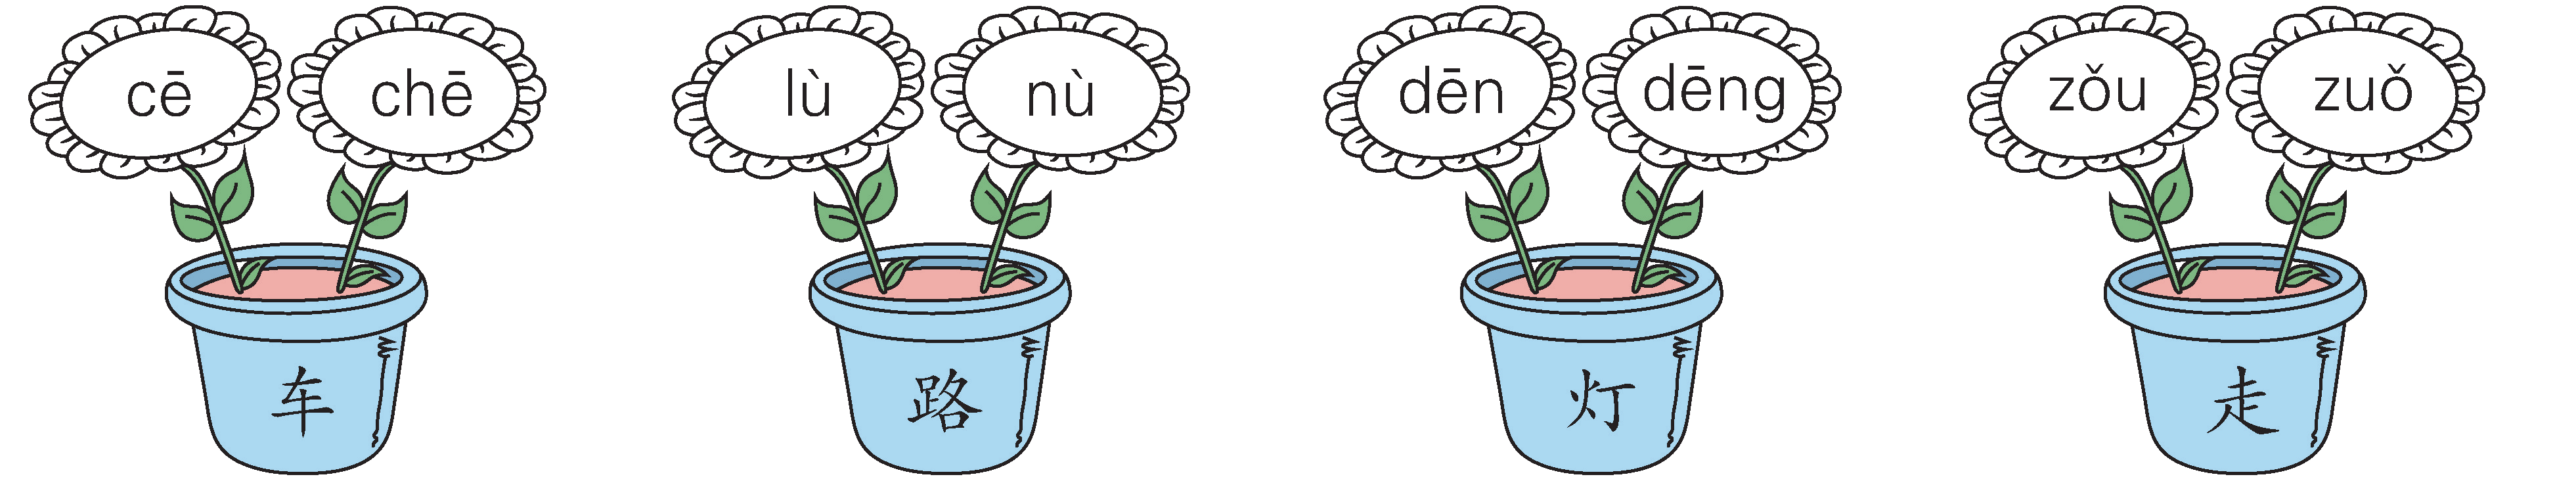 cē chē lù nù dēn dēng zǒu zuǒ
车 路 灯 走